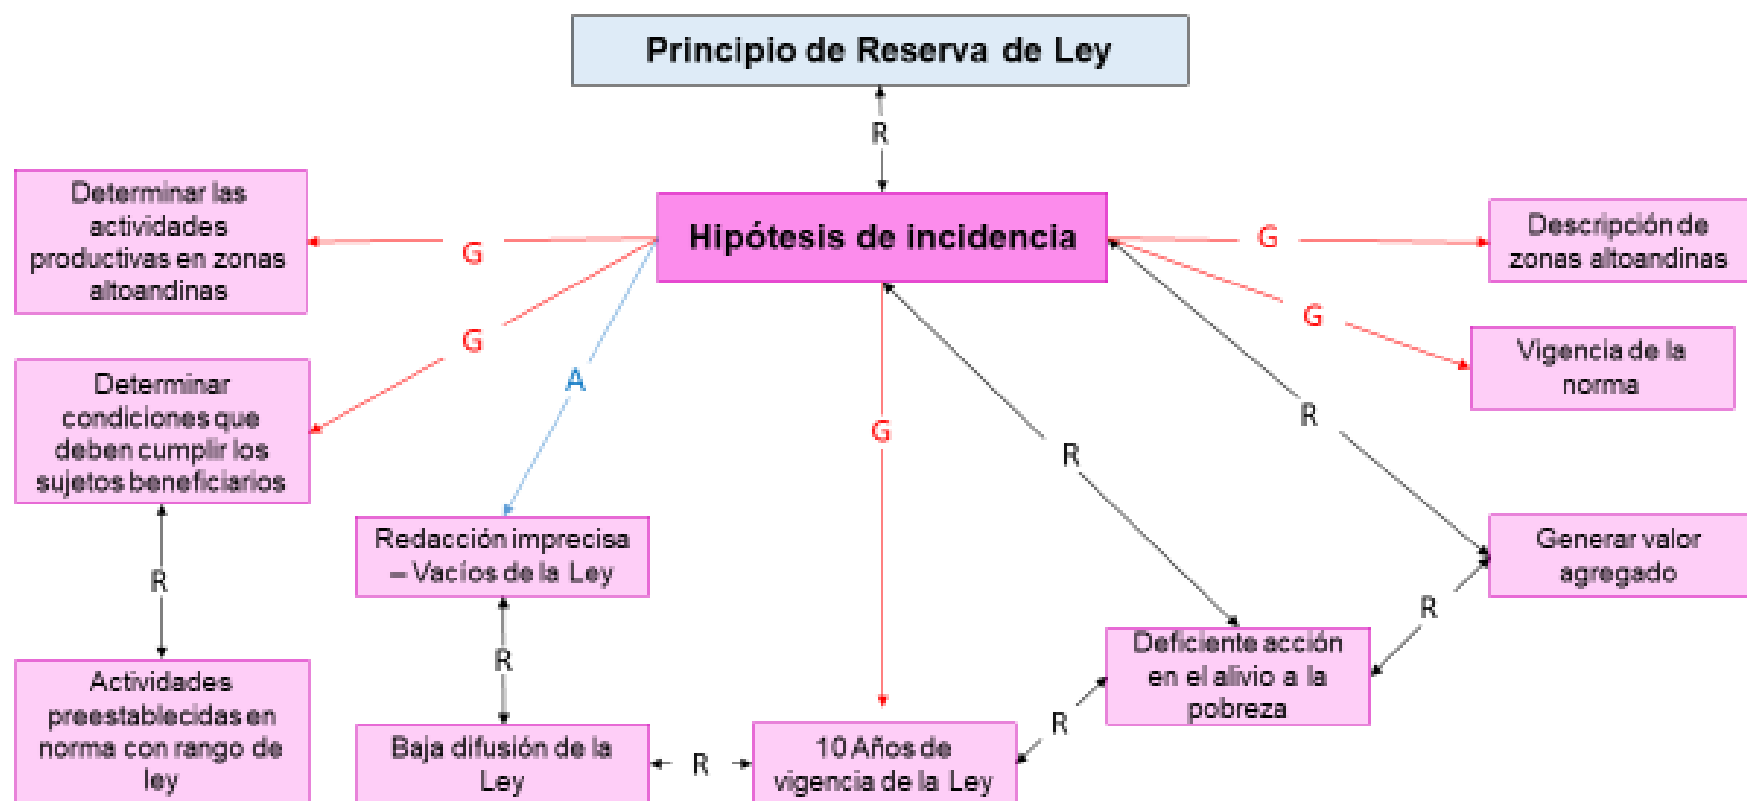 Principio de Reserva de Ley
R
Determinar las
actividades
productivas en zonas
altoandinas
G
Hipótesis de incidencia
G
Descripción de
zonas altoandinas
G
G
Vigencia de la
norma
Determinar
condiciones que
deben cumplir los
sujetos beneficiarios
A
G
R
R
Redacción imprecisa
– Vacíos de la Ley
Generar valor
agregado
R
R
R
Deficiente acción
en el alivio a la
pobreza
Actividades
preestablecidas en
norma con rango de
ley
Baja difusión de la
Ley
R
10 Años de
vigencia de la Ley
R